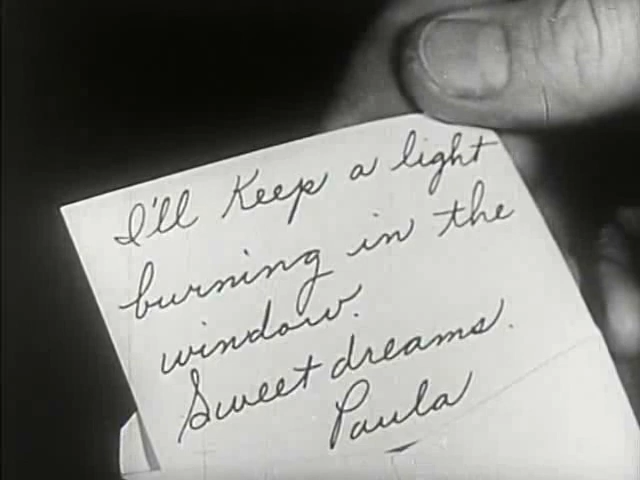 I'll Keep a light
burning in the
window.
Sweet dreams.
Paula